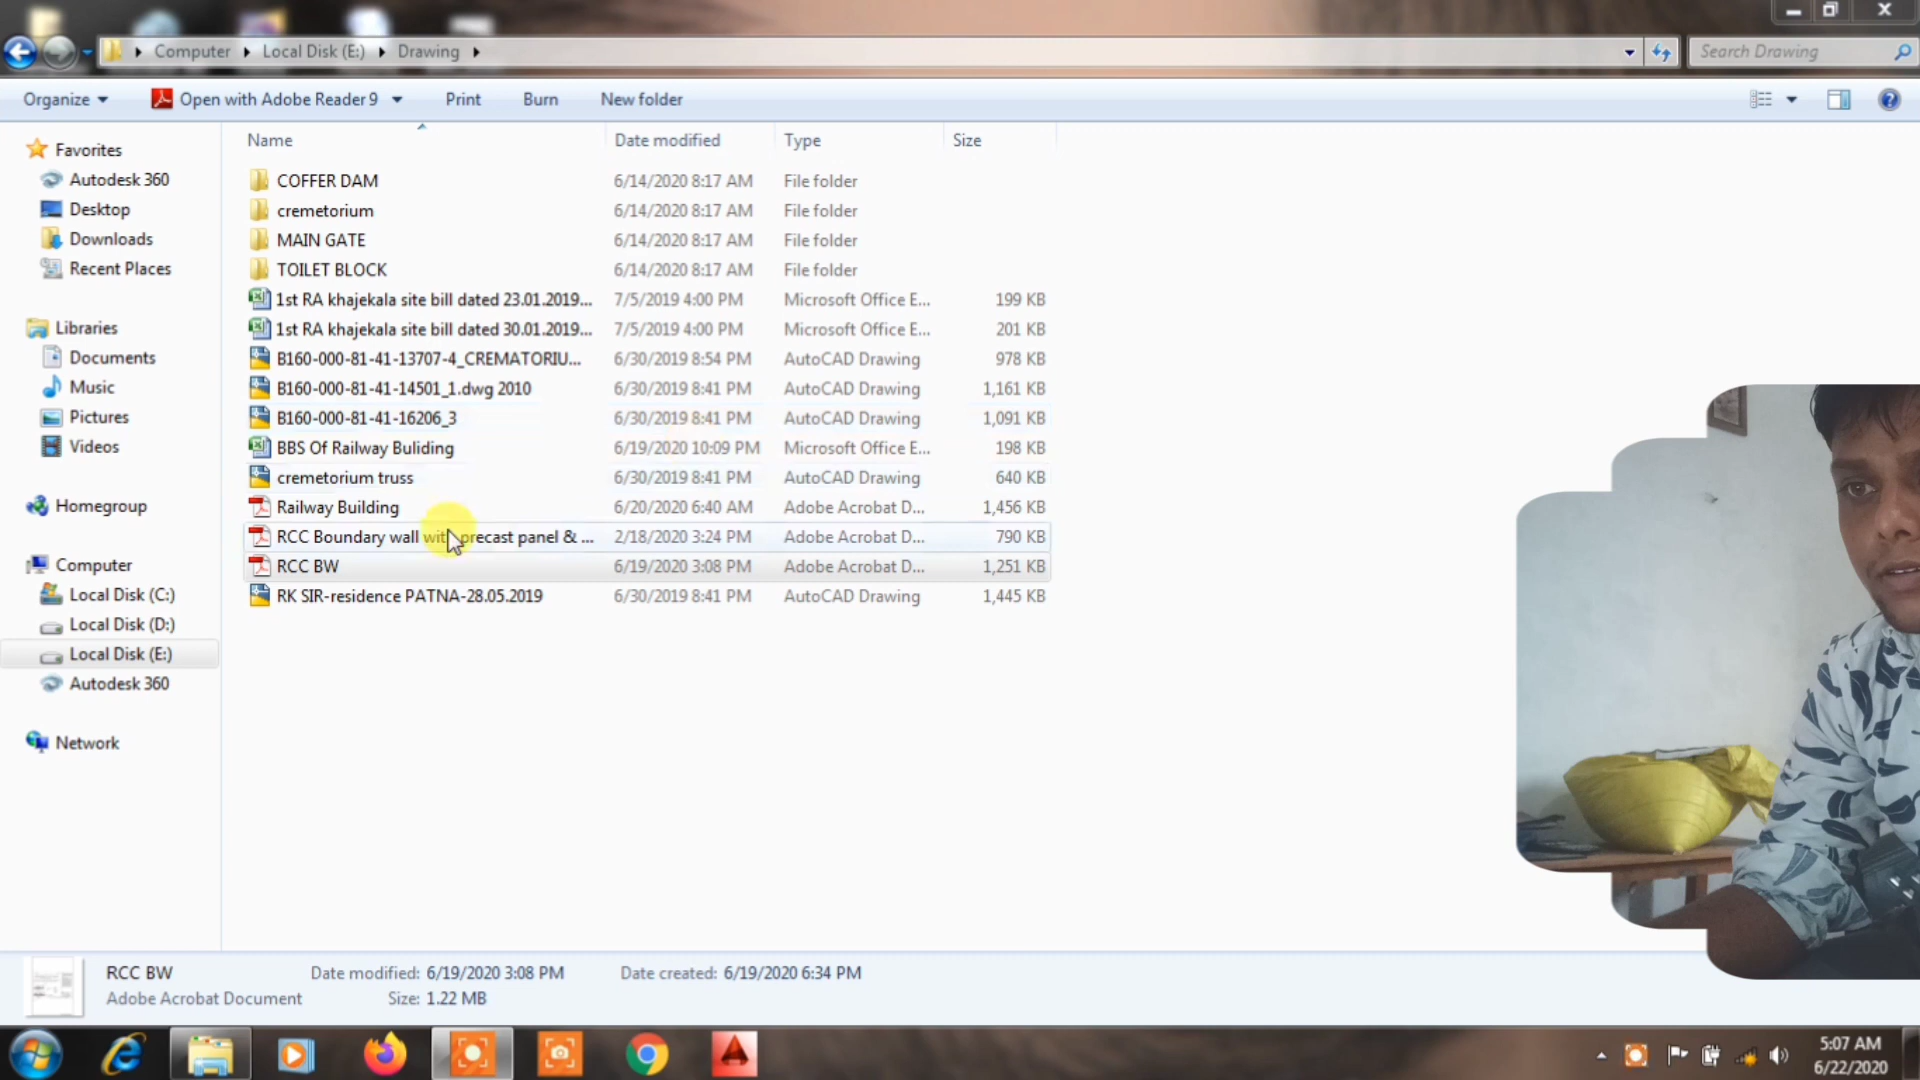 Computer Local Disk (E:) Drawing
Search Drawing
Organize Open with Adobe Reader 9 Print Burn New folder
Name Date modified Type Size
Favorites
Autodesk 360
Desktop
Downloads
Recent Places
Libraries
Documents
Music
Pictures
Videos
Homegroup
Computer
Local Disk (C:)
Local Disk (D:)
Local Disk (E:)
Autodesk 360
Network
COFFER DAM 6/14/2020 8:17 AM File folder
cremetorium 6/14/2020 8:17 AM File folder
MAIN GATE 6/14/2020 8:17 AM File folder
TOILET BLOCK 6/14/2020 8:17 AM File folder
1st RA khajekala site bill dated 23.01.2019... 7/5/2019 4:00 PM Microsoft Office E... 199 KB
1st RA khajekala site bill dated 30.01.2019... 7/5/2019 4:00 PM Microsoft Office E... 201 KB
B160-000-81-41-13707-4_CREMATORIU... 6/30/2019 8:54 PM AutoCAD Drawing 978 KB
B160-000-81-41-14501_1.dwg 2010 6/30/2019 8:41 PM AutoCAD Drawing 1,161 KB
B160-000-81-41-16206_3 6/30/2019 8:41 PM AutoCAD Drawing 1,091 KB
BBS Of Railway Buliding 6/19/2020 10:09 PM Microsoft Office E... 198 KB
cremetorium truss 6/30/2019 8:41 PM AutoCAD Drawing 640 KB
Railway Building 6/20/2020 6:40 AM Adobe Acrobat D... 1,456 KB
RCC Boundary wall with precast panel & ... 2/18/2020 3:24 PM Adobe Acrobat D... 790 KB
RCC BW 6/19/2020 3:08 PM Adobe Acrobat D... 1,251 KB
RK SIR-residence PATNA-28.05.2019 6/30/2019 8:41 PM AutoCAD Drawing 1,445 KB
RCC BW Date modified: 6/19/2020 3:08 PM Date created: 6/19/2020 6:34 PM
Adobe Acrobat Document Size: 1.22 MB
5:07 AM
6/22/2020